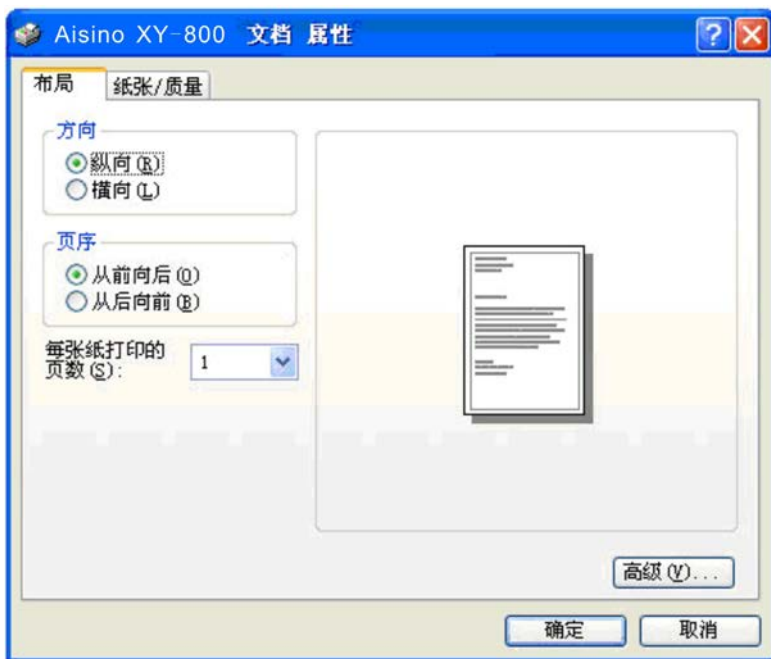 Aisino XY-800 文档 属性
布局
纸张/质量
方向
纵向(R)
横向(L)
页序
从前向后(O)
从后向前(B)
每张纸打印的
页数(S):
1
高级(V)...
确定
取消